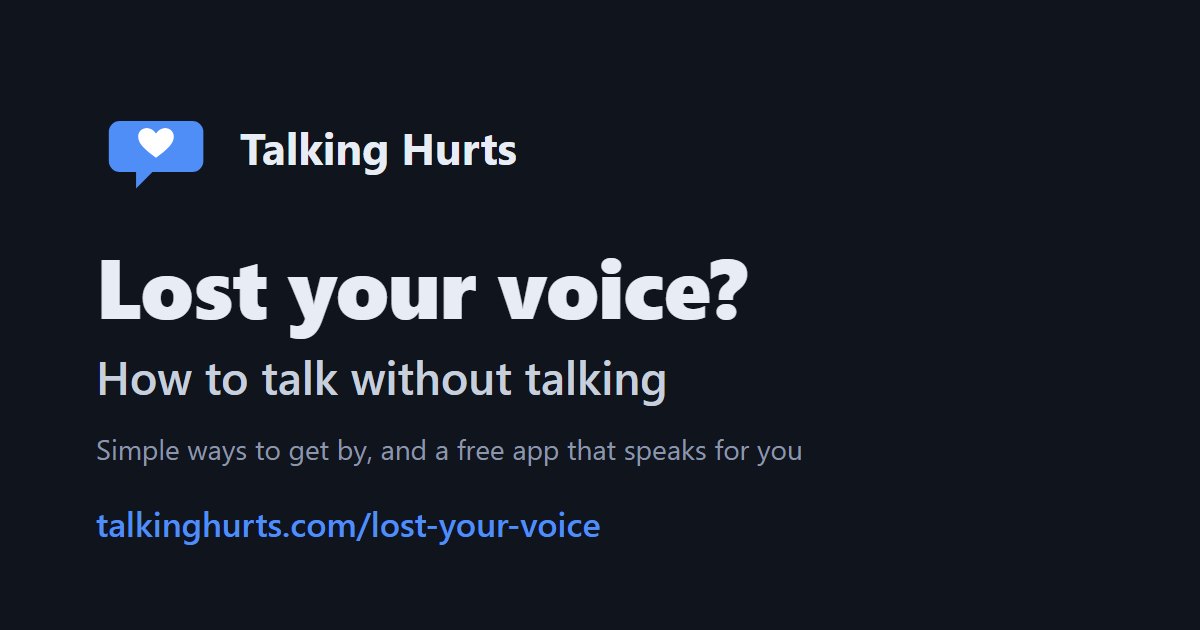 Talking Hurts
Lost your voice?
How to talk without talking
Simple ways to get by, and a free app that speaks for you
talkinghurts.com/lost-your-voice